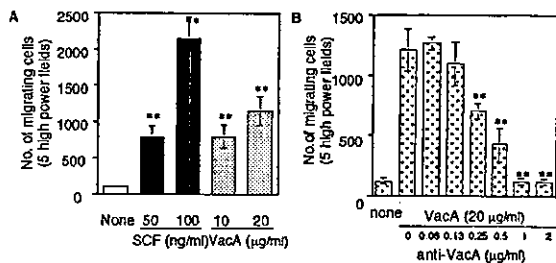 A
No. of migrating cells
(5 high power fields)
2500
2000
1500
1000
500
0
**
**
**
**
None
50
100
10
20
SCF (ng/ml)
VacA (μg/ml)
B
No. of migrating cells
(5 high power fields)
1500
1000
500
0
**
**
**
**
none
VacA (20 μg/ml)
0
0.06
0.13
0.25
0.5
1
2
anti-VacA (μg/ml)